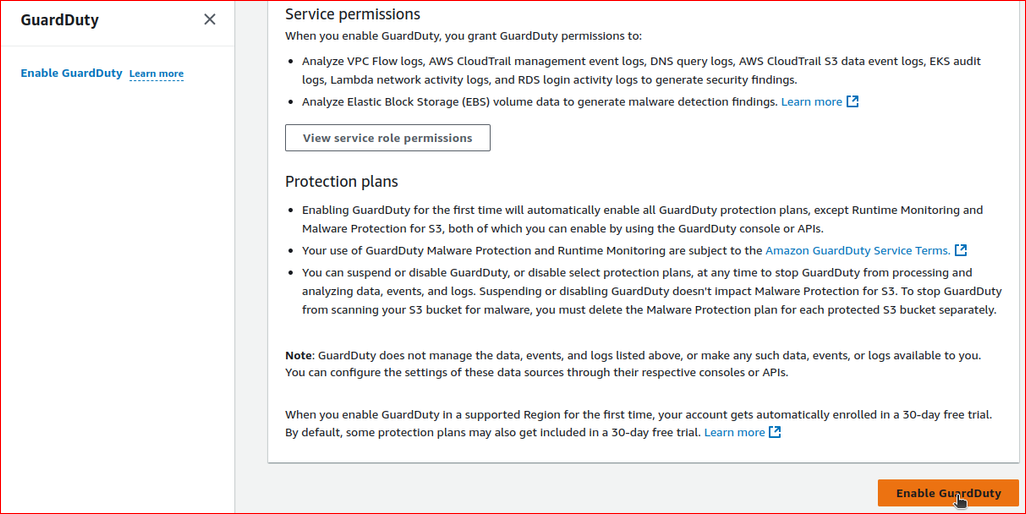 GuardDuty
Enable GuardDuty Learn more
Service permissions
When you enable GuardDuty, you grant GuardDuty permissions to:
• Analyze VPC Flow logs, AWS CloudTrail management event logs, DNS query logs, AWS CloudTrail S3 data event logs, EKS audit
logs, Lambda network activity logs, and RDS login activity logs to generate security findings.
• Analyze Elastic Block Storage (EBS) volume data to generate malware detection findings. Learn more
View service role permissions
Protection plans
• Enabling GuardDuty for the first time will automatically enable all GuardDuty protection plans, except Runtime Monitoring and
Malware Protection for S3, both of which you can enable by using the GuardDuty console or APIs.
• Your use of GuardDuty Malware Protection and Runtime Monitoring are subject to the Amazon GuardDuty Service Terms.
• You can suspend or disable GuardDuty, or disable select protection plans, at any time to stop GuardDuty from processing and
analyzing data, events, and logs. Suspending or disabling GuardDuty doesn't impact Malware Protection for S3. To stop GuardDuty
from scanning your S3 bucket for malware, you must delete the Malware Protection plan for each protected S3 bucket separately.
Note: GuardDuty does not manage the data, events, and logs listed above, or make any such data, events, or logs available to you.
You can configure the settings of these data sources through their respective consoles or APIs.
When you enable GuardDuty in a supported Region for the first time, your account gets automatically enrolled in a 30-day free trial.
By default, some protection plans may also get included in a 30-day free trial. Learn more
Enable GuardDuty